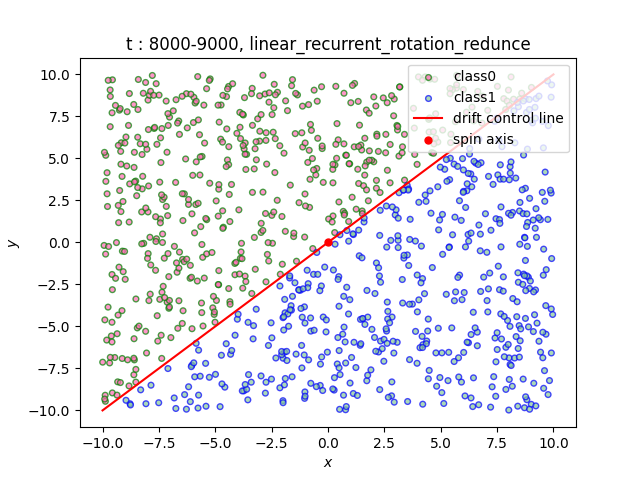 t : 8000-9000, linear_recurrent_rotation_redunce
class0
class1
drift control line
spin axis
10.0
7.5
5.0
2.5
0.0
−2.5
−5.0
−7.5
−10.0
y
−10.0 −7.5 −5.0 −2.5 0.0 2.5 5.0 7.5 10.0
x